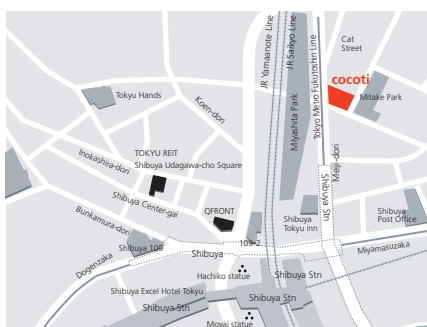 Cat
Street
cocoti
Mitake Park
JR Yamaanote Line
JR Saikyo Line
Tokyo Metro Fukutoshin Line
Miyashita Park
Tokyu Hands
Koen-dori
TOKYU REIT
Shibuya Udagawa-cho Square
Inokashira-dori
Shibuya Center-gai
Bunkamura-dori
QFRONT
Meiji-dori
Shibuya Stn
Shibuya
Tokyu inn
Shibuya
Post Office
Shibuya 109
109-2
Shibuya
Miyamasuzaka
Dogenzaka
Hachiko statue
Shibuya Stn
Shibuya Excel Hotel Tokyu
Shibuya Stn
Shibuya Stn
Moyai statue